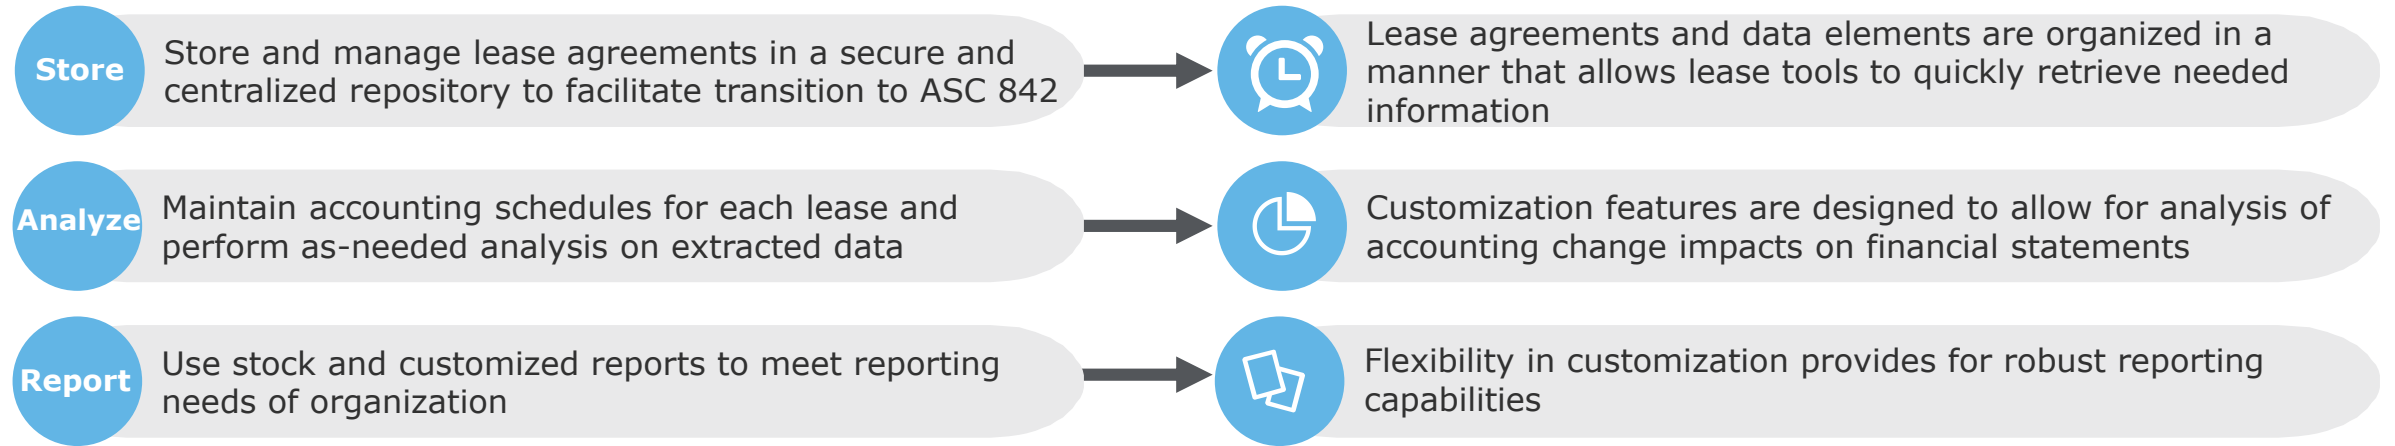 Store
Store and manage lease agreements in a secure and
centralized repository to facilitate transition to ASC 842
Lease agreements and data elements are organized in a
manner that allows lease tools to quickly retrieve needed
information
Analyze
Maintain accounting schedules for each lease and
perform as-needed analysis on extracted data
Customization features are designed to allow for analysis of
accounting change impacts on financial statements
Report
Use stock and customized reports to meet reporting
needs of organization
Flexibility in customization provides for robust reporting
capabilities